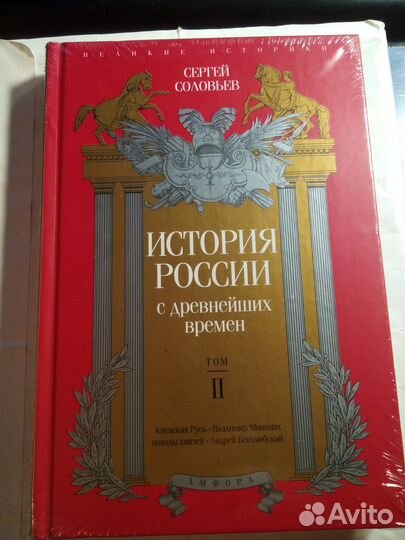 ВЕЛИКИЕ ИСТОРИКИ
СЕРГЕЙ
СОЛОВЬЕВ
ИСТОРИЯ
РОССИИ
с древнейших
времен
ТОМ
II
Киевская Русь • Владимир Мономах
походы князей • Андрей Боголюбский
АМФОРА
Avito